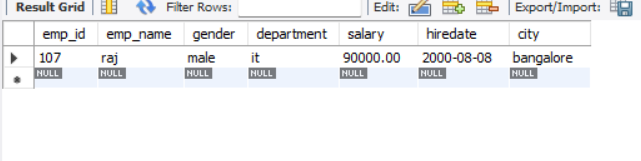 Result Grid Filter Rows: Edit: Export/Import:
emp_id emp_name gender department salary hiredate city
107 raj male it 90000.00 2000-08-08 bangalore
NULL NULL NULL NULL NULL NULL NULL